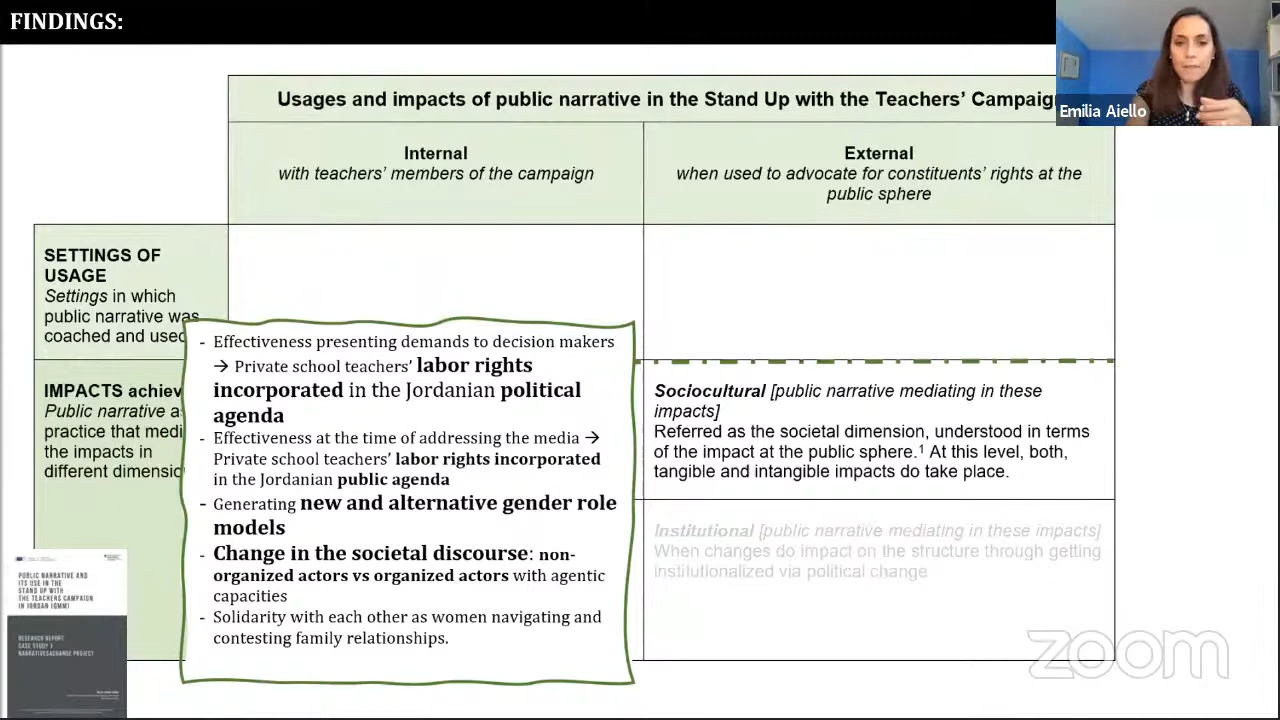 FINDINGS:
Emilia Aiello
Usages and impacts of public narrative in the Stand Up with the Teachers' Campaig
Internal
with teachers' members of the campaign
External
when used to advocate for constituents' rights at the
public sphere
SETTINGS OF
USAGE
Settings in which
public narrative was
coached and used
IMPACTS achiev
Public narrative a
practice that medi
the impacts in
different dimensio
- Effectiveness presenting demands to decision makers
→ Private school teachers' labor rights
incorporated in the Jordanian political
agenda
- Effectiveness at the time of addressing the media →
Private school teachers' labor rights incorporated
in the Jordanian public agenda
- Generating new and alternative gender role
models
- Change in the societal discourse: non-
organized actors vs organized actors with agentic
capacities
- Solidarity with each other as women navigating and
contesting family relationships.
Sociocultural [public narrative mediating in these
impacts]
Referred as the societal dimension, understood in terms
of the impact at the public sphere.¹ At this level, both,
tangible and intangible impacts do take place.
Institutional [public narrative mediating in these impacts]
When changes do impact on the structure through getting
institutionalized via political change
PUBLIC NARRATIVE AND
ITS USE IN THE
STAND UP WITH
THE TEACHERS CAMPAIGN
IN JORDAN (QMM)
RESEARCH REPORT
CASE STUDY 1
NARRATIVES4CHANGE PROJECT
zoom